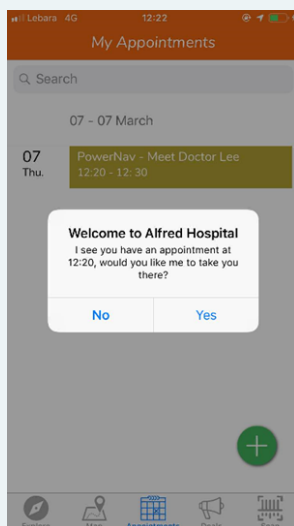 Lebara 4G 12:22
My Appointments
Search
07 - 07 March
07
Thu.
PowerNav - Meet Doctor Lee
12:20 - 12: 30
Welcome to Alfred Hospital
I see you have an appointment at
12:20, would you like me to take you
there?
No Yes
Explore Map Appointments Deals Scan